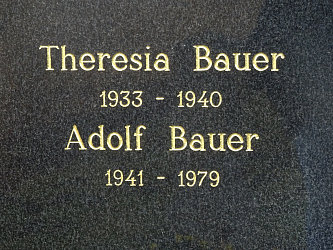 Theresia Bauer
1933 - 1940
Adolf Bauer
1941 - 1979